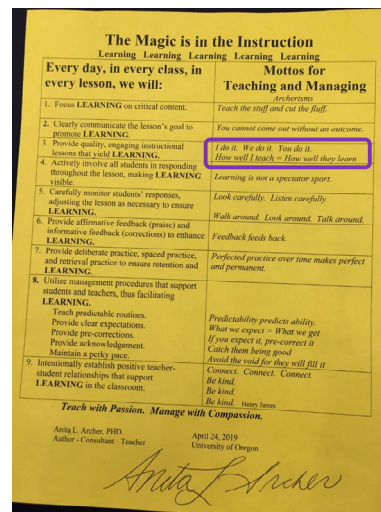 The Magic is in the Instruction
Learning Learning Learning Learning Learning
Every day, in every class, in
every lesson, we will:
Mottos for
Teaching and Managing
Archerisms
1. Focus LEARNING on critical content.
Teach the stuff and cut the fluff.
2. Clearly communicate the lesson's goal to
promote LEARNING.
You cannot come out without an outcome.
3. Provide quality, engaging instructional
lessons that yield LEARNING.
I do it. We do it. You do it.
How well I teach = How well they learn
4. Actively involve all students in responding
throughout the lesson, making LEARNING
visible.
Learning is not a spectator sport.
5. Carefully monitor students' responses,
adjusting the lesson as necessary to ensure
LEARNING.
Look carefully. Listen carefully.
Walk around. Look around. Talk around.
6. Provide affirmative feedback (praise) and
informative feedback (corrections) to enhance
LEARNING.
Feedback feeds back.
7. Provide deliberate practice, spaced practice,
and retrieval practice to ensure retention and
LEARNING.
Perfected practice over time makes perfect
and permanent.
8. Utilize management procedures that support
students and teachers, thus facilitating
LEARNING.
Teach predictable routines.
Provide clear expectations.
Provide pre-corrections.
Provide acknowledgement.
Maintain a perky pace.
Predictability predicts ability.
What we expect = What we get
If you expect it, pre-correct it
Catch them being good
Avoid the void for they will fill it
9. Intentionally establish positive teacher-
student relationships that support
LEARNING in the classroom.
Connect. Connect. Connect.
Be kind.
Be kind.
Be kind. Henry James
Teach with Passion. Manage with Compassion.
Anita L. Archer, PHD
Author - Consultant - Teacher
April 24, 2019
University of Oregon
Anita L Archer